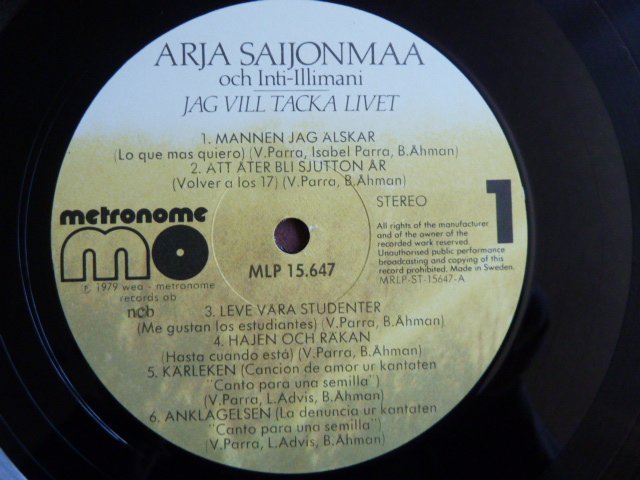 ARJA SAIJONMAA
och Inti-Illimani
JAG VILL TACKA LIVET
1. MANNEN JAG ÄLSKAR
(Lo que mas quiero) (V.Parra, Isabel Parra, B.Åhman)
2. ATT ÅTER BLI SJUTTON ÅR
(Volver a los 17) (V.Parra, B.Åhman)
STEREO
1
metronome
mo
All rights of the manufacturer
and of the owner of the
recorded work reserved.
Unauthorised public performance
broadcasting and copying of this
record prohibited. Made in Sweden.
MRLP-ST-15647-A
MLP 15.647
℗ 1979 wea - metronome
records ab
ncb
3. LEVE VÅRA STUDENTER
(Me gustan los estudiantes) (V.Parra, B.Åhman)
4. HAJEN OCH RÄKAN
(Hasta cuando está) (V.Parra, B.Åhman)
5. KÄRLEKEN (Cancion de amor ur kantaten
"Canto para una semilla")
(V.Parra, L.Advis, B.Åhman)
6. ANKLAGELSEN (La denuncia ur kantaten
"Canto para una semilla")
(V.Parra, L.Advis, B.Åhman)